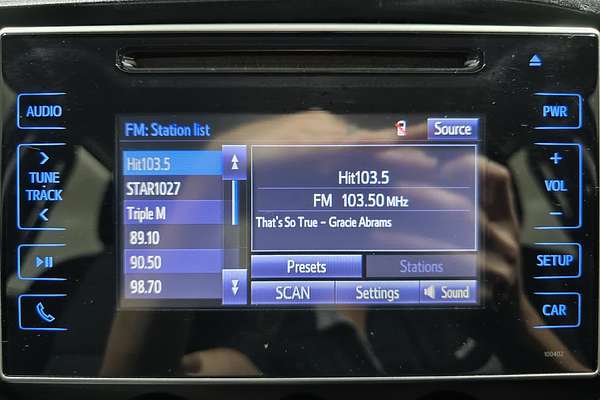 AUDIO
TUNE
TRACK
FM: Station list
Source
Hit103.5
STAR1027
Triple M
89.10
90.50
98.70
Hit103.5
FM 103.50 MHz
That's So True - Gracie Abrams
Presets
Stations
SCAN
Settings
Sound
PWR
+
VOL
-
SETUP
CAR
100402